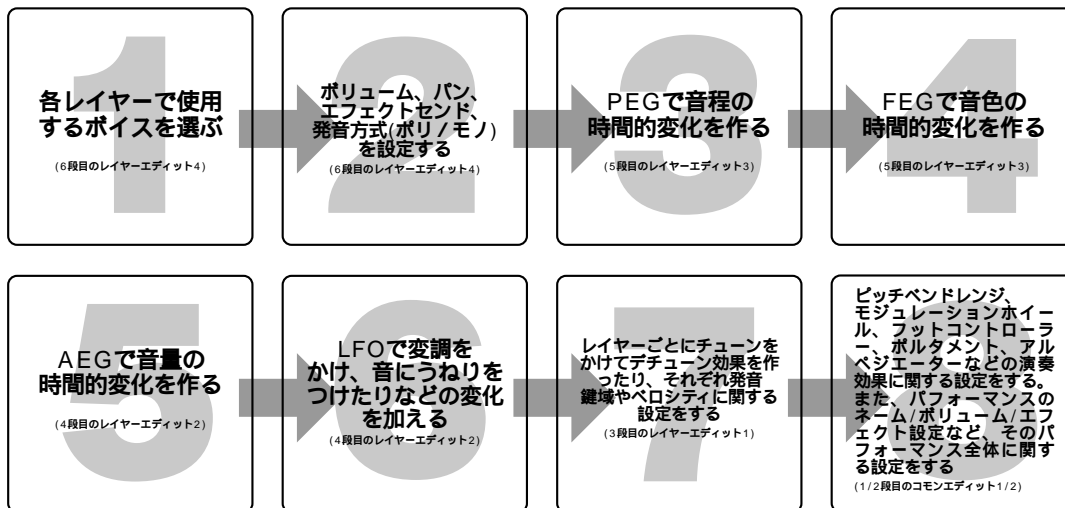 1
各レイヤーで使用
するボイスを選ぶ
(6段目のレイヤーエディット4)
2
ボリューム、パン、
エフェクトセンド、
発音方式(ポリ/モノ)
を設定する
(6段目のレイヤーエディット4)
3
PEGで音程の
時間的変化を作る
(5段目のレイヤーエディット3)
4
FEGで音色の
時間的変化を作る
(5段目のレイヤーエディット3)
5
AEGで音量の
時間的変化を作る
(4段目のレイヤーエディット2)
6
LFOで変調を
かけ、音にうねりを
つけたりなどの変化
を加える
(4段目のレイヤーエディット2)
7
レイヤーごとにチューンを
かけてデチューン効果を作
ったり、それぞれ発音
鍵域やベロシティに関する
設定をする
(3段目のレイヤーエディット1)
8
ピッチベンドレンジ、
モジュレーションホイー
ル、フットコントローラ
ー、ポルタメント、アル
ペジエーターなどの演奏
効果に関する設定をする。
また、パフォーマンスの
ネーム/ボリューム/エフ
ェクト設定など、そのパ
フォーマンス全体に関す
る設定をする
(1/2段目のコモンエディット1/2)